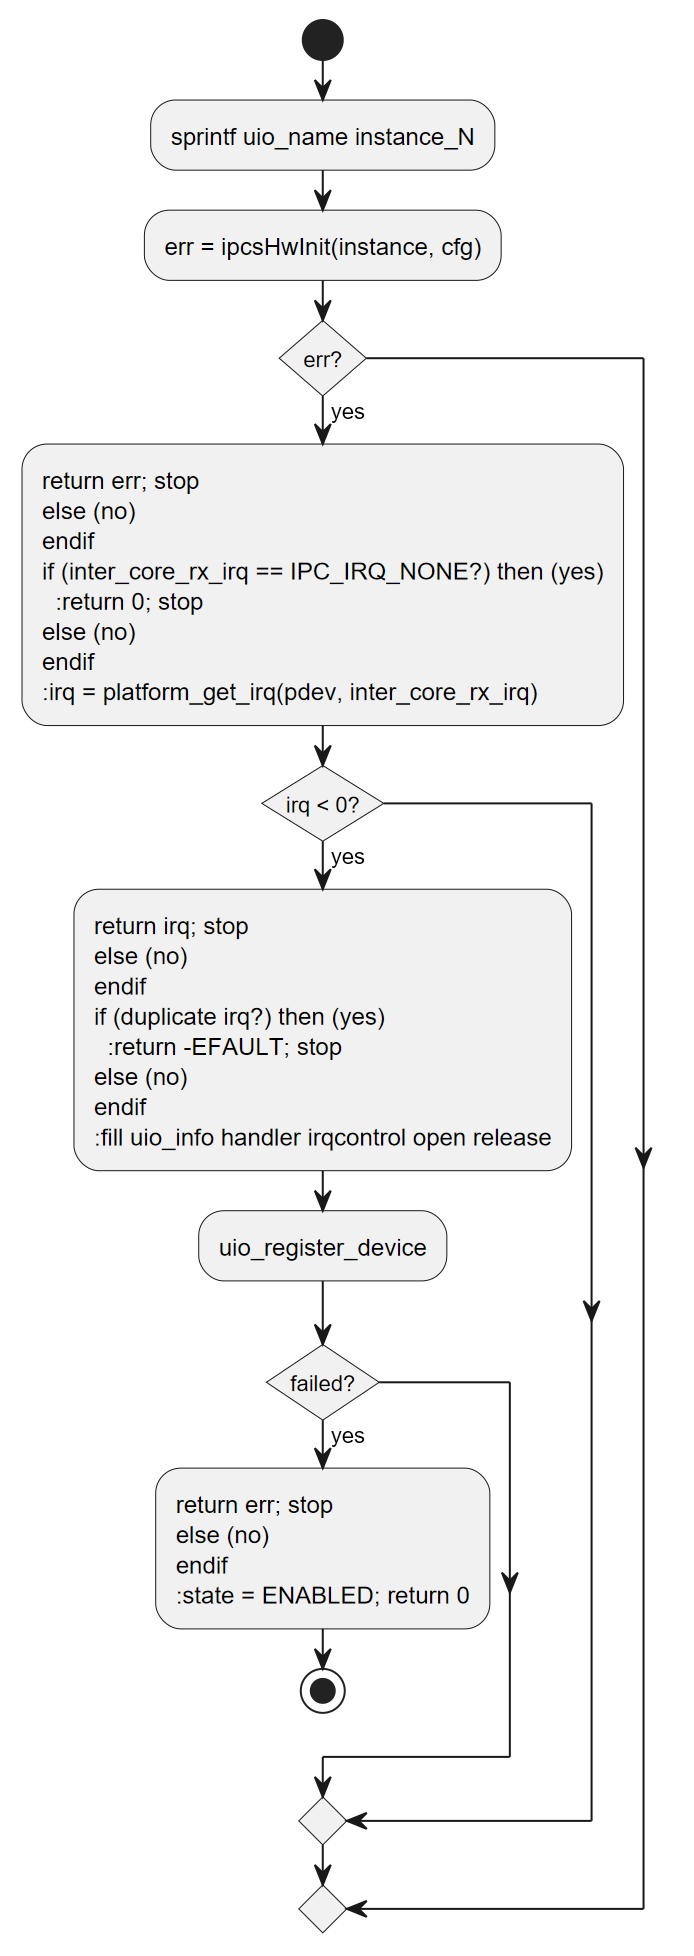 sprintf uio_name instance_N
err = ipcsHwInit(instance, cfg)
err?
yes
return err; stop
else (no)
endif
if (inter_core_rx_irq == IPC_IRQ_NONE?) then (yes)
  :return 0; stop
else (no)
endif
:irq = platform_get_irq(pdev, inter_core_rx_irq)
irq < 0?
yes
return irq; stop
else (no)
endif
if (duplicate irq?) then (yes)
  :return -EFAULT; stop
else (no)
endif
:fill uio_info handler irqcontrol open release
uio_register_device
failed?
yes
return err; stop
else (no)
endif
:state = ENABLED; return 0